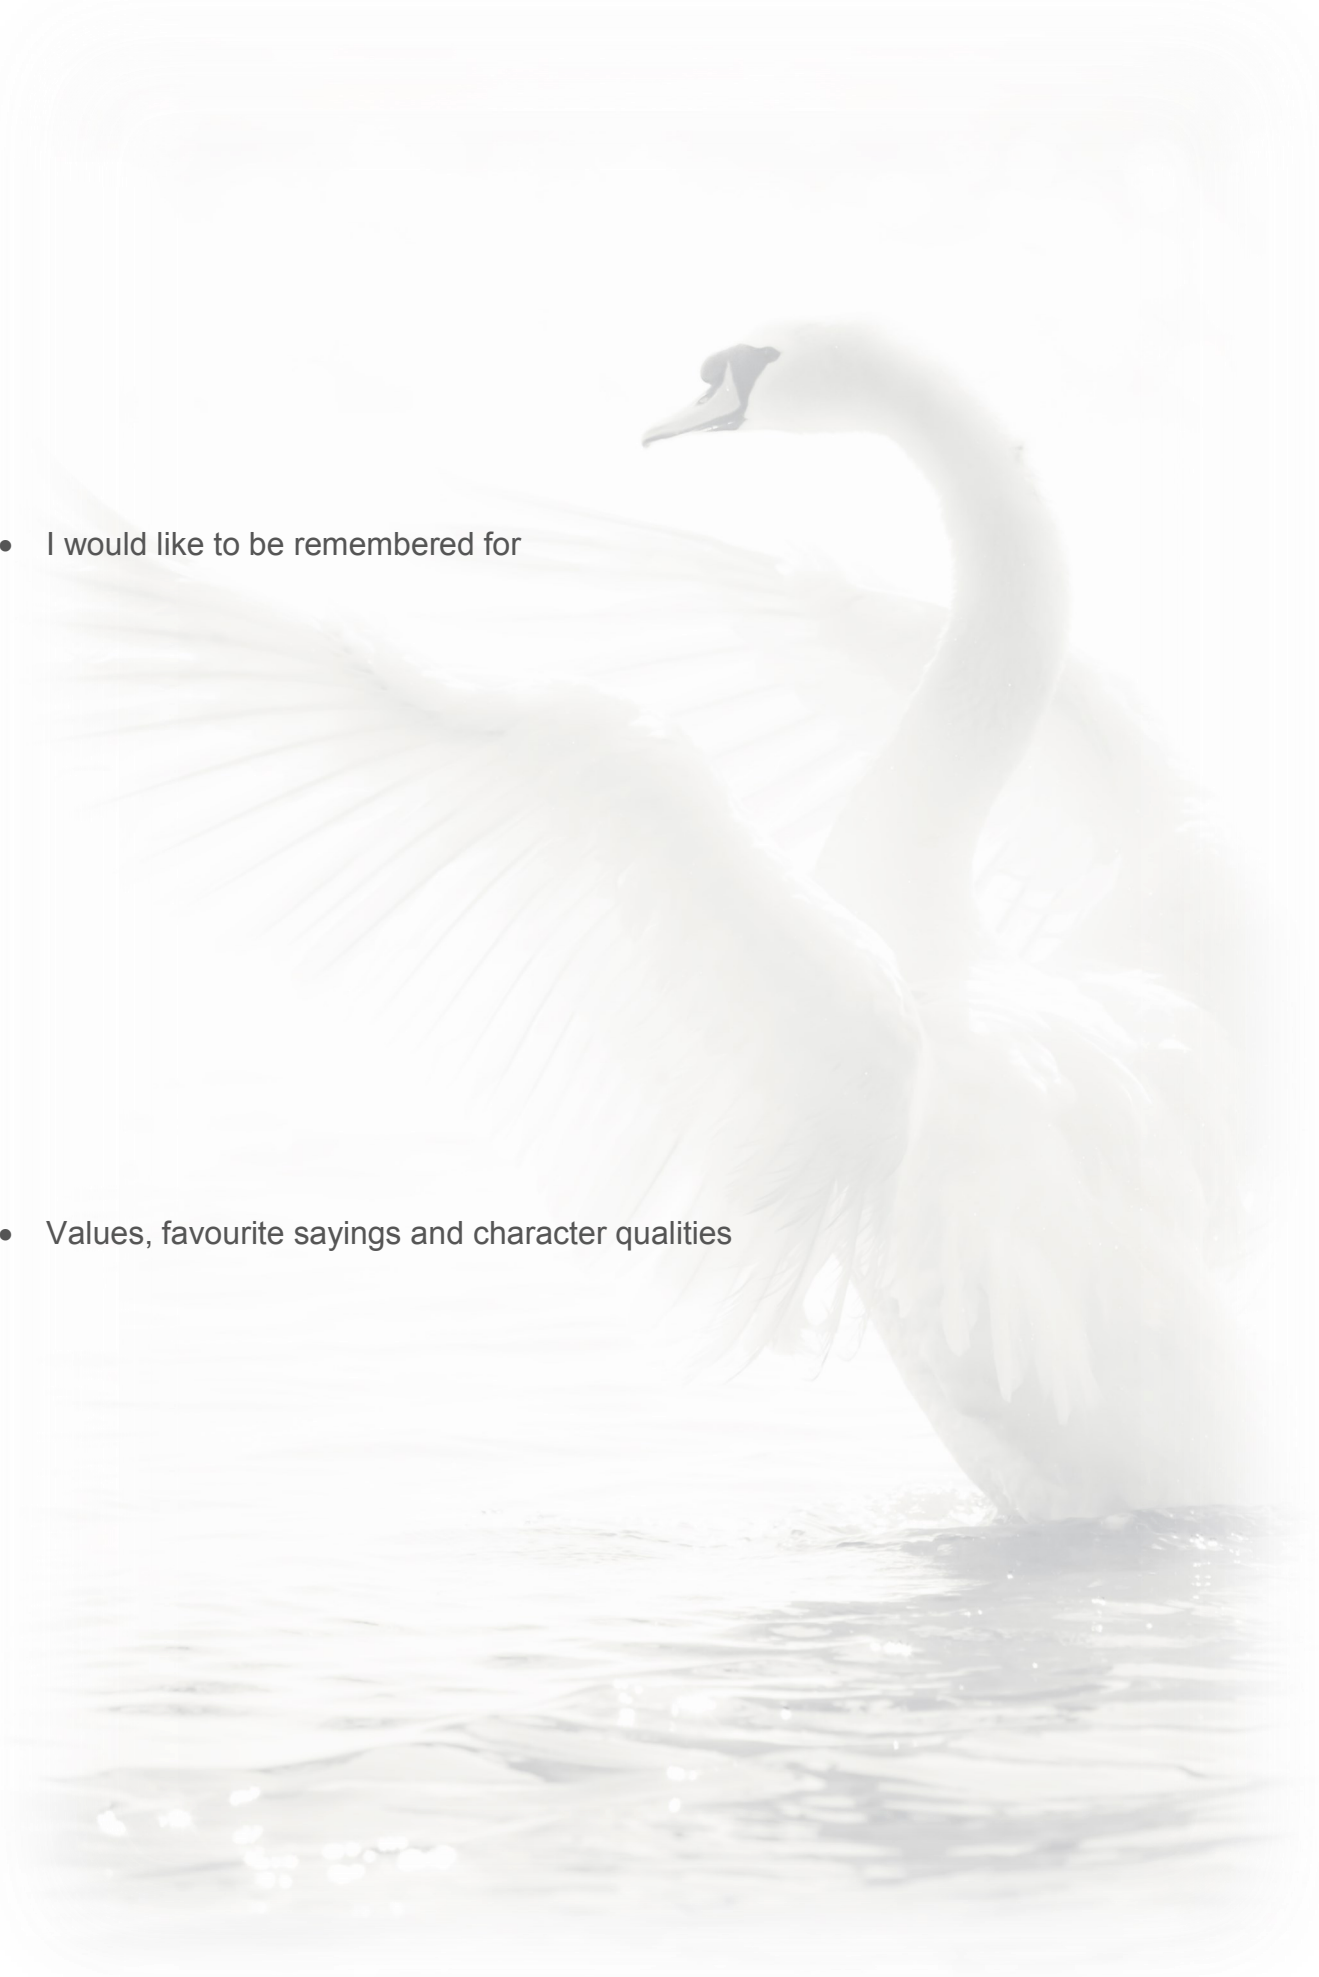 • I would like to be remembered for
• Values, favourite sayings and character qualities